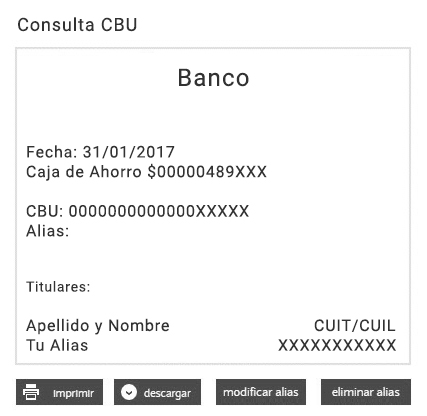 Consulta CBU
Banco
Fecha: 31/01/2017
Caja de Ahorro $00000489XXX
CBU: 0000000000000XXXXX
Alias:
Titulares:
Apellido y Nombre CUIT/CUIL
Tu Alias XXXXXXXXXXX
Imprimir descargar modificar alias eliminar alias